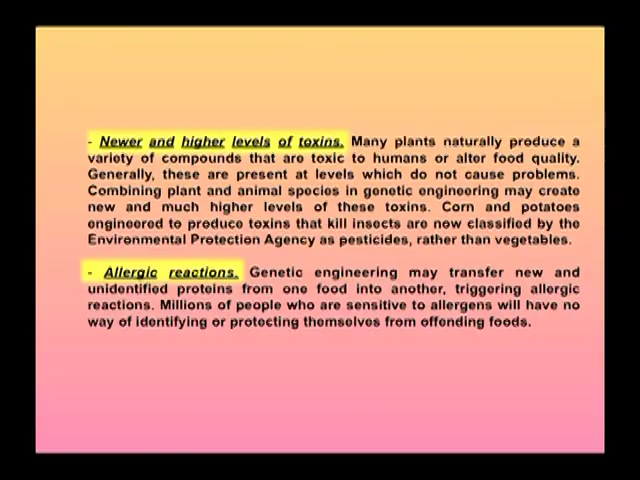 - Newer and higher levels of toxins. Many plants naturally produce a
variety of compounds that are toxic to humans or alter food quality.
Generally, these are present at levels which do not cause problems.
Combining plant and animal species in genetic engineering may create
new and much higher levels of these toxins. Corn and potatoes
engineered to produce toxins that kill insects are now classified by the
Environmental Protection Agency as pesticides, rather than vegetables.
- Allergic reactions. Genetic engineering may transfer new and
unidentified proteins from one food into another, triggering allergic
reactions. Millions of people who are sensitive to allergens will have no
way of identifying or protecting themselves from offending foods.